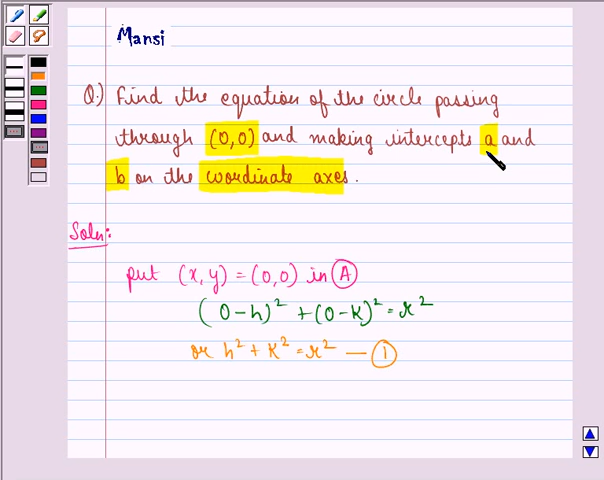 Mansi
Q.) Find the equation of the circle passing
through (0,0) and making intercepts a and
b on the coordinate axes.
Soln:
put (x, y) = (0,0) in Ⓐ
(0-h)² + (0-k)² = r²
or h² + k² = r² — ①